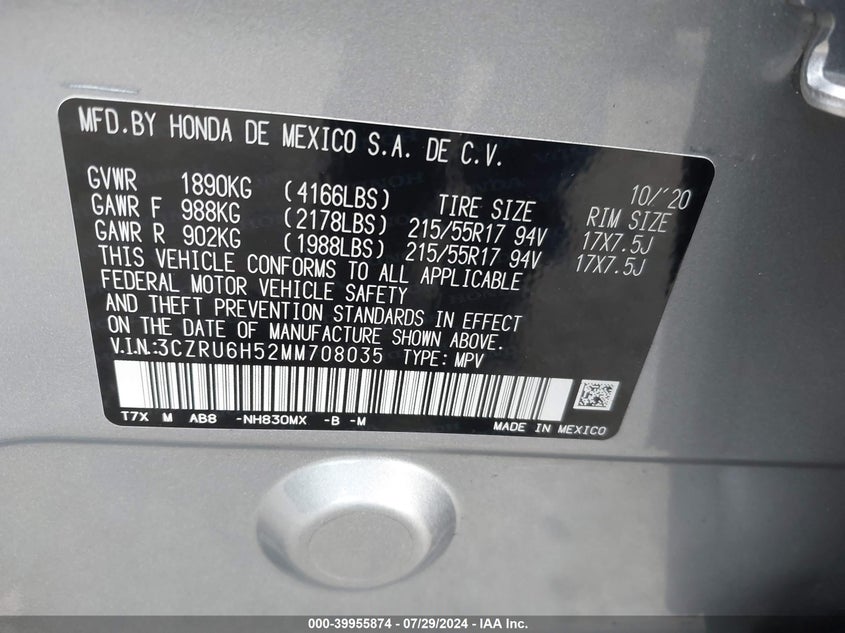 MFD.BY HONDA DE MEXICO S.A. DE C.V.
10/'20
GVWR 1890KG (4166LBS) TIRE SIZE RIM SIZE
GAWR F 988KG (2178LBS) 215/55R17 94V 17X7.5J
GAWR R 902KG (1988LBS) 215/55R17 94V 17X7.5J
THIS VEHICLE CONFORMS TO ALL APPLICABLE
FEDERAL MOTOR VEHICLE SAFETY
AND THEFT PREVENTION STANDARDS IN EFFECT
ON THE DATE OF MANUFACTURE SHOWN ABOVE.
V.I.N.:3CZRU6H52MM708035 TYPE: MPV
T7X M AB8 -NH830MX -B -M
MADE IN MEXICO
000-39955874 / 07/29/2024 - IAA Inc.